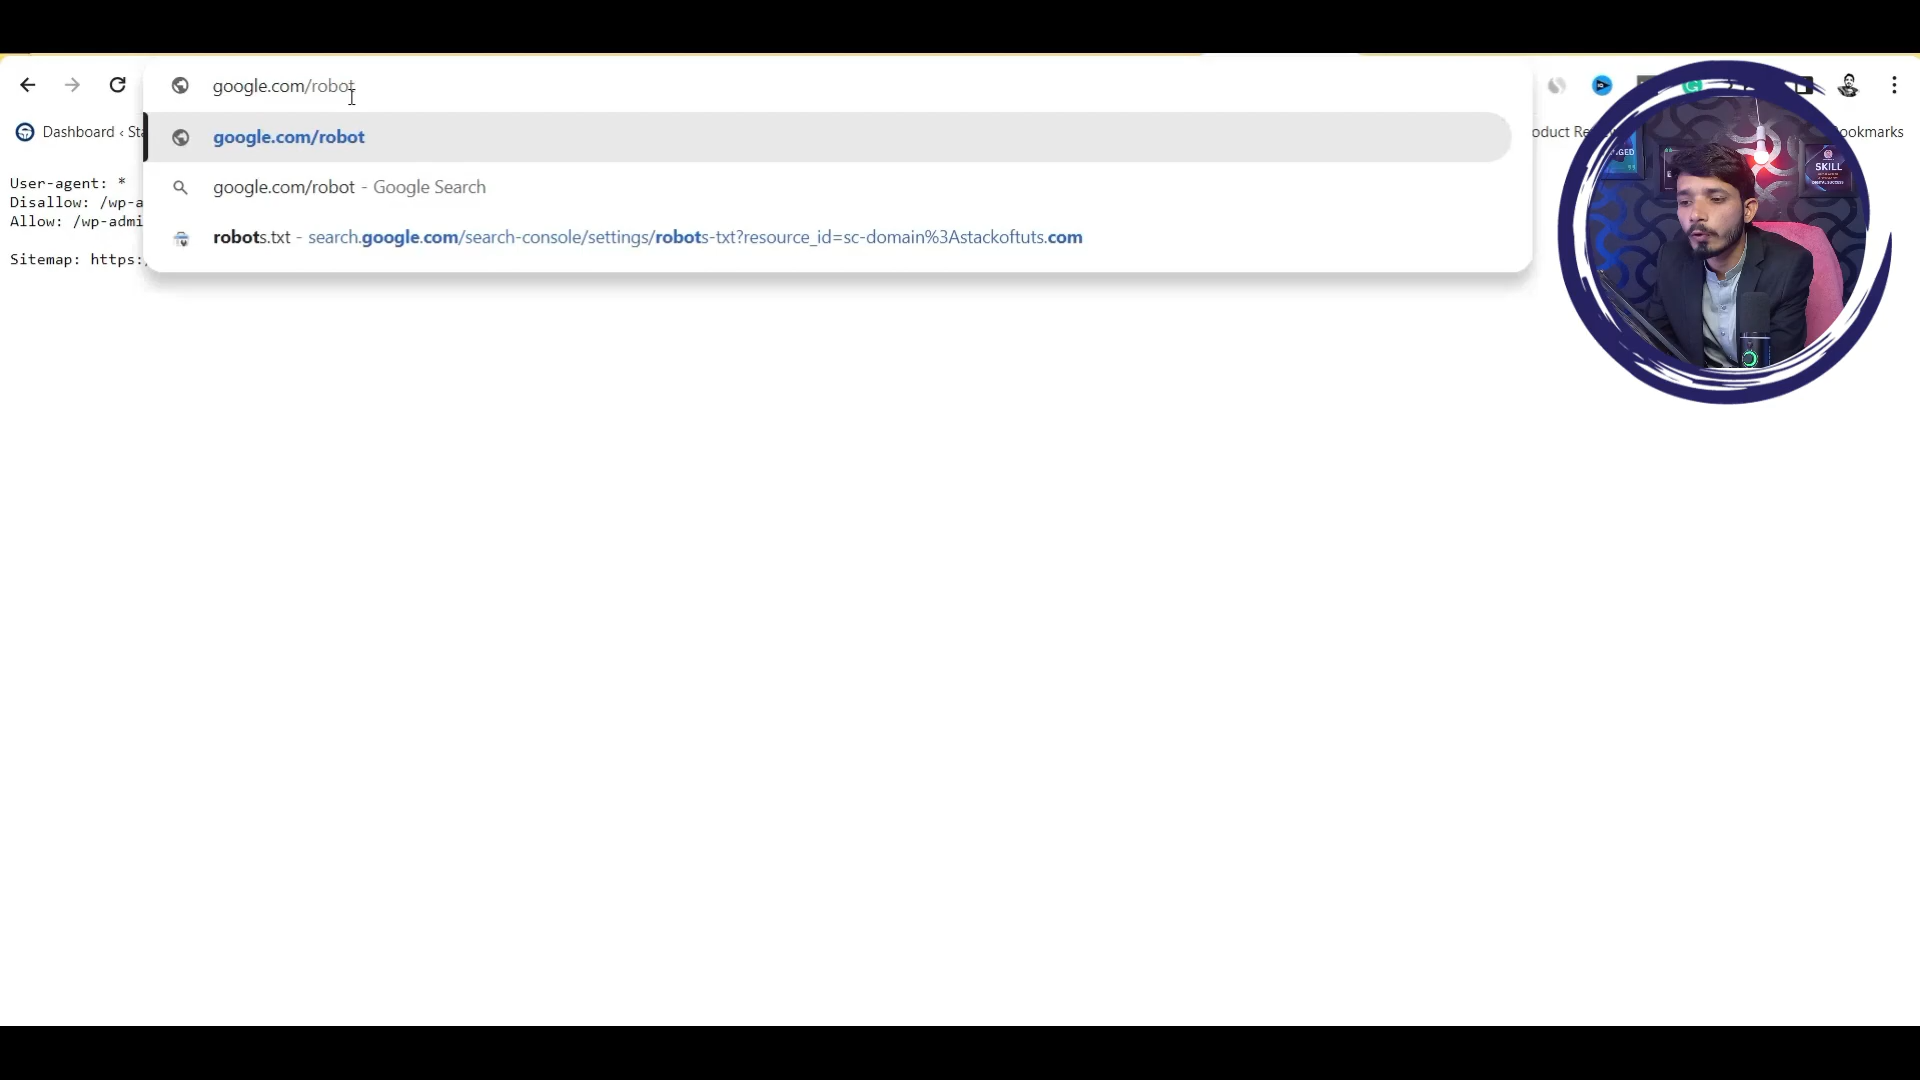 google.com/robot
google.com/robot
google.com/robot - Google Search
robots.txt - search.google.com/search-console/settings/robots-txt?resource_id=sc-domain%3Astackoftuts.com
Dashboard ‹ Sta
oduct Re
ookmarks
User-agent: *
Disallow: /wp-a
Allow: /wp-admi
Sitemap: https:/
SKILL